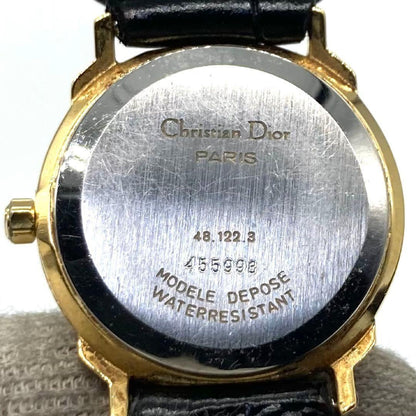 Christian Dior
PARIS
48.122.3
455998
MODELE DEPOSE
WATERRESISTANT